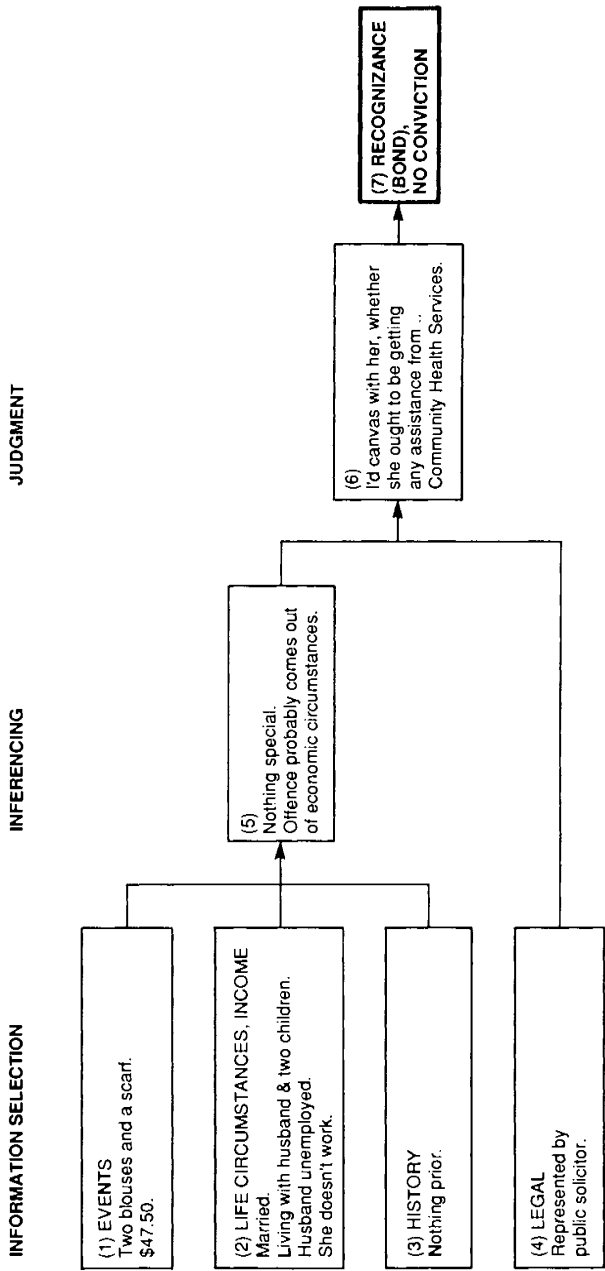 INFORMATION SELECTION
INFERENCING
JUDGMENT
(1) EVENTS
Two blouses and a scarf.
$47.50.
(2) LIFE CIRCUMSTANCES, INCOME
Married.
Living with husband & two children.
Husband unemployed.
She doesn't work.
(3) HISTORY
Nothing prior.
(4) LEGAL
Represented by
public solicitor.
(5)
Nothing special.
Offence probably comes out
of economic circumstances.
(6)
I'd canvas with her, whether
she ought to be getting
any assistance from ..
Community Health Services.
(7) RECOGNIZANCE
(BOND),
NO CONVICTION